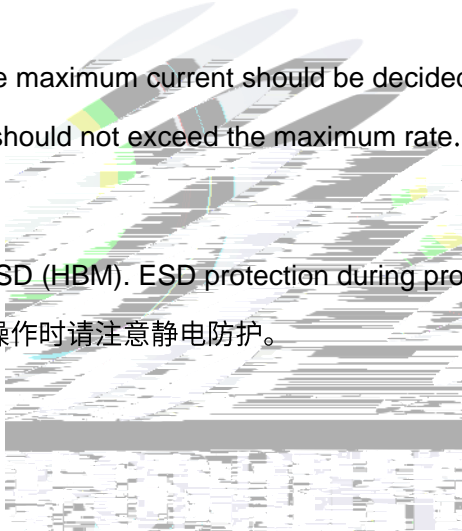 e maximum current should be decided
should not exceed the maximum rate.
SD (HBM). ESD protection during pro
操作时请注意静电防护。